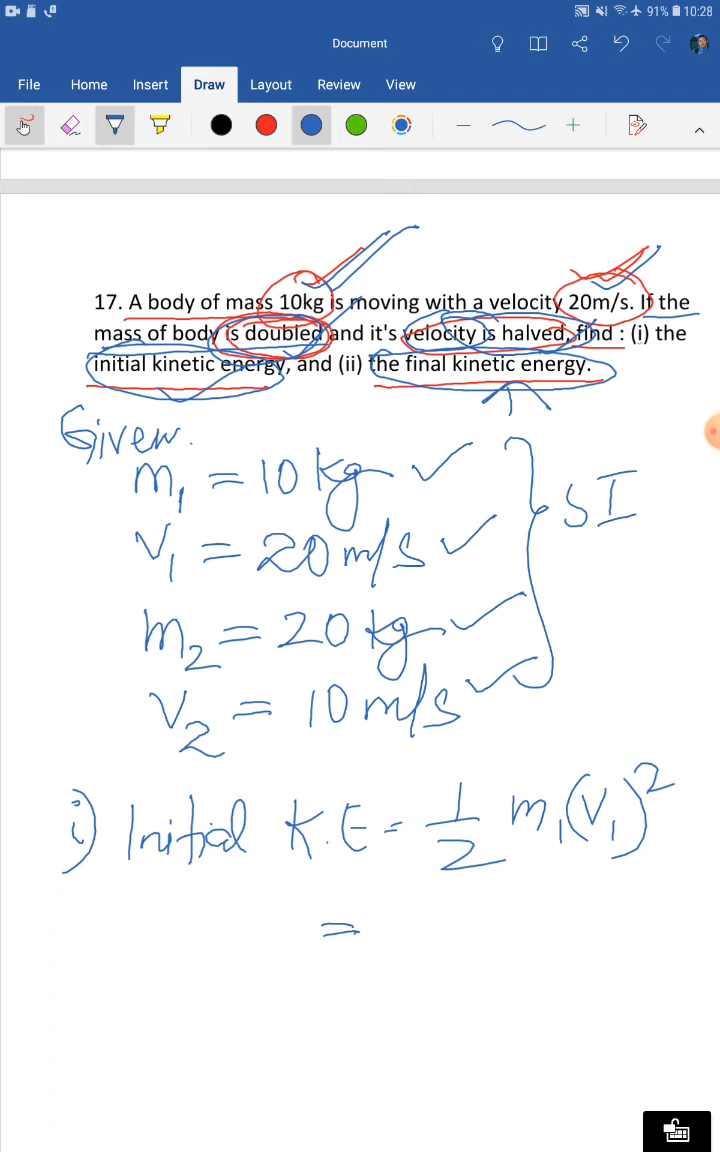 91% 10:28
Document
File Home Insert Draw Layout Review View
17. A body of mass 10kg is moving with a velocity 20m/s. If the
mass of body is doubled and it's velocity is halved, find : (i) the
initial kinetic energy, and (ii) the final kinetic energy.
Given.
m₁ = 10 kg
v₁ = 20 m/s
SI
m₂ = 20 kg
v₂ = 10 m/s
i) Initial K.E = 1/2 m₁(v₁)²
=